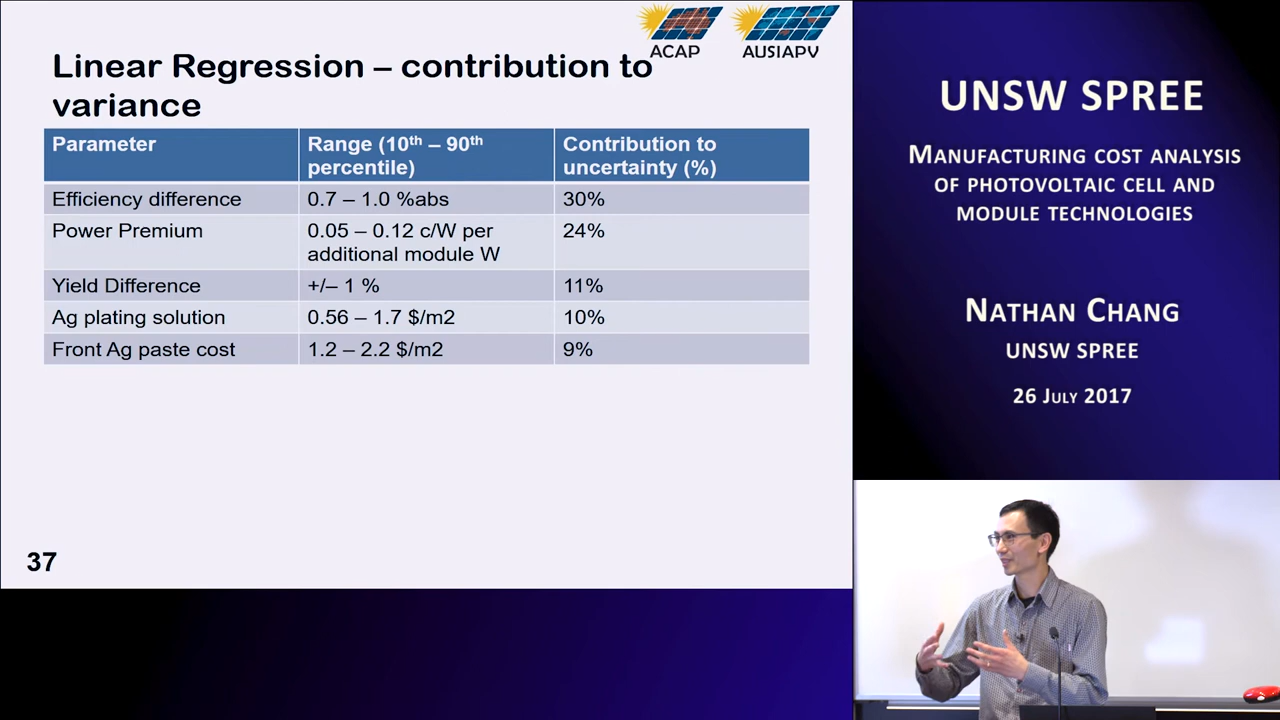 ACAP
AUSIAPV
Linear Regression – contribution to
variance
Parameter
Range (10th – 90th
percentile)
Contribution to
uncertainty (%)
Efficiency difference
0.7 – 1.0 %abs
30%
Power Premium
0.05 – 0.12 c/W per
additional module W
24%
Yield Difference
+/– 1 %
11%
Ag plating solution
0.56 – 1.7 $/m2
10%
Front Ag paste cost
1.2 – 2.2 $/m2
9%
37
UNSW SPREE
MANUFACTURING COST ANALYSIS
OF PHOTOVOLTAIC CELL AND
MODULE TECHNOLOGIES
NATHAN CHANG
UNSW SPREE
26 JULY 2017